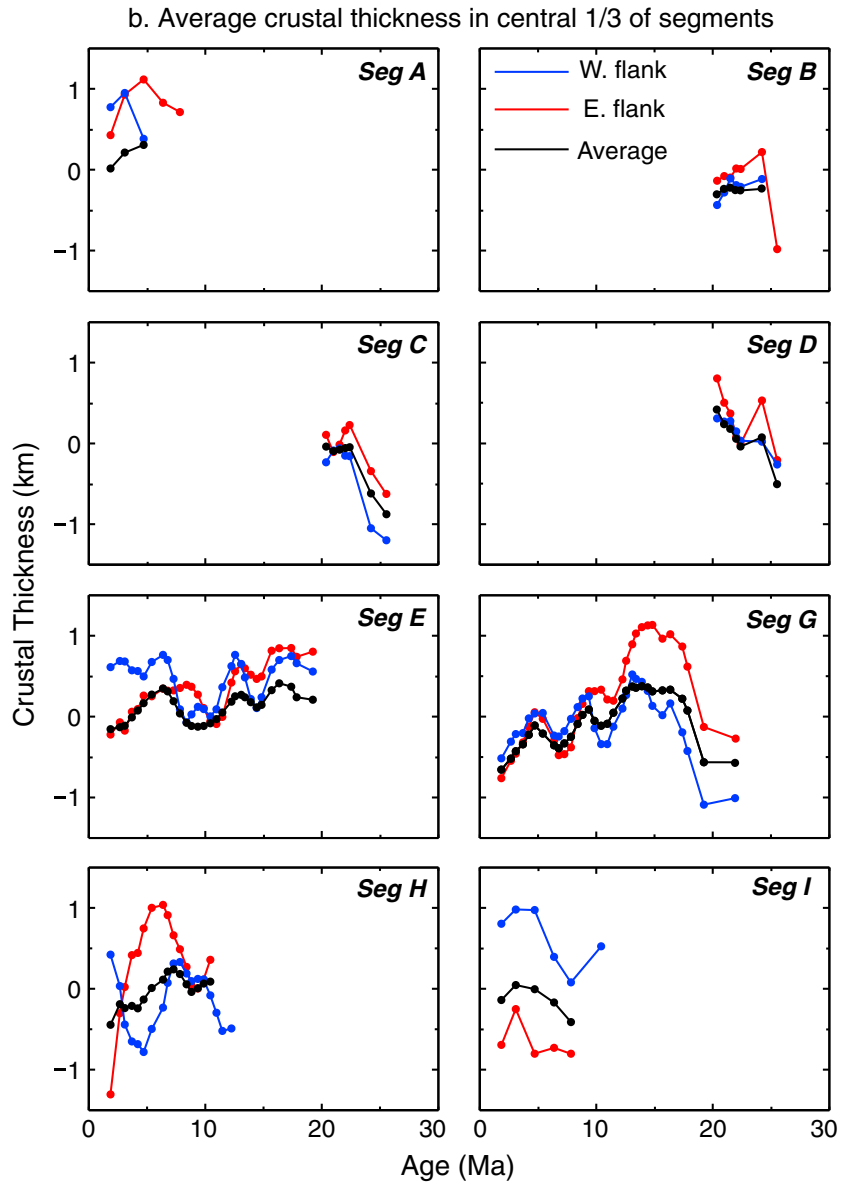 b. Average crustal thickness in central 1/3 of segments
Seg A
Seg B
W. flank
E. flank
Average
1
0
−1
Seg C
Seg D
1
0
−1
Seg E
Seg G
1
0
−1
Seg H
Seg I
1
0
−1
Crustal Thickness (km)
0 10 20 30 0 10 20 30
Age (Ma)